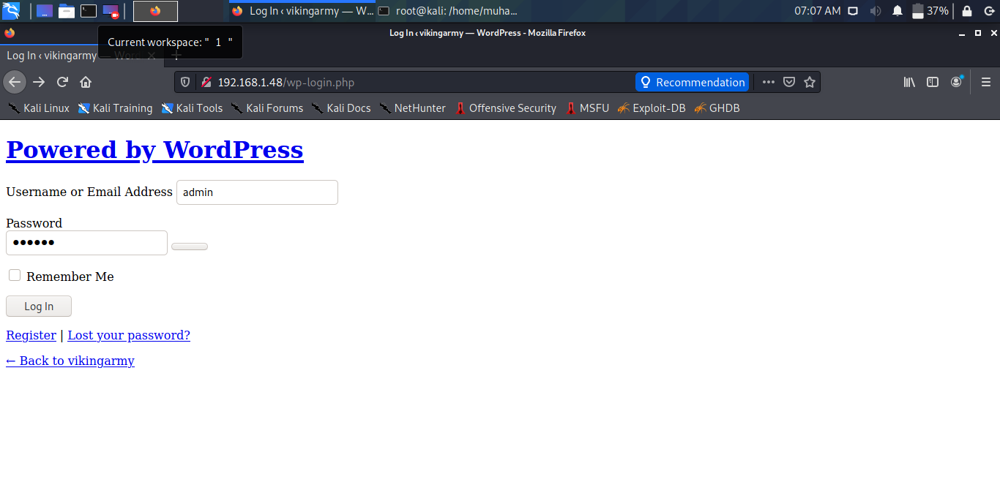 Log In ‹ vikingarmy — W...
root@kali: /home/muha...
07:07 AM
37%
Log In ‹ vikingarmy — WordPress - Mozilla Firefox
Current workspace: " 1 "
Log In ‹ vikingarmy — Word
192.168.1.48/wp-login.php
Recommendation
Kali Linux Kali Training Kali Tools Kali Forums Kali Docs NetHunter Offensive Security MSFU Exploit-DB GHDB
Powered by WordPress
Username or Email Address admin
Password
Remember Me
Log In
Register | Lost your password?
← Back to vikingarmy